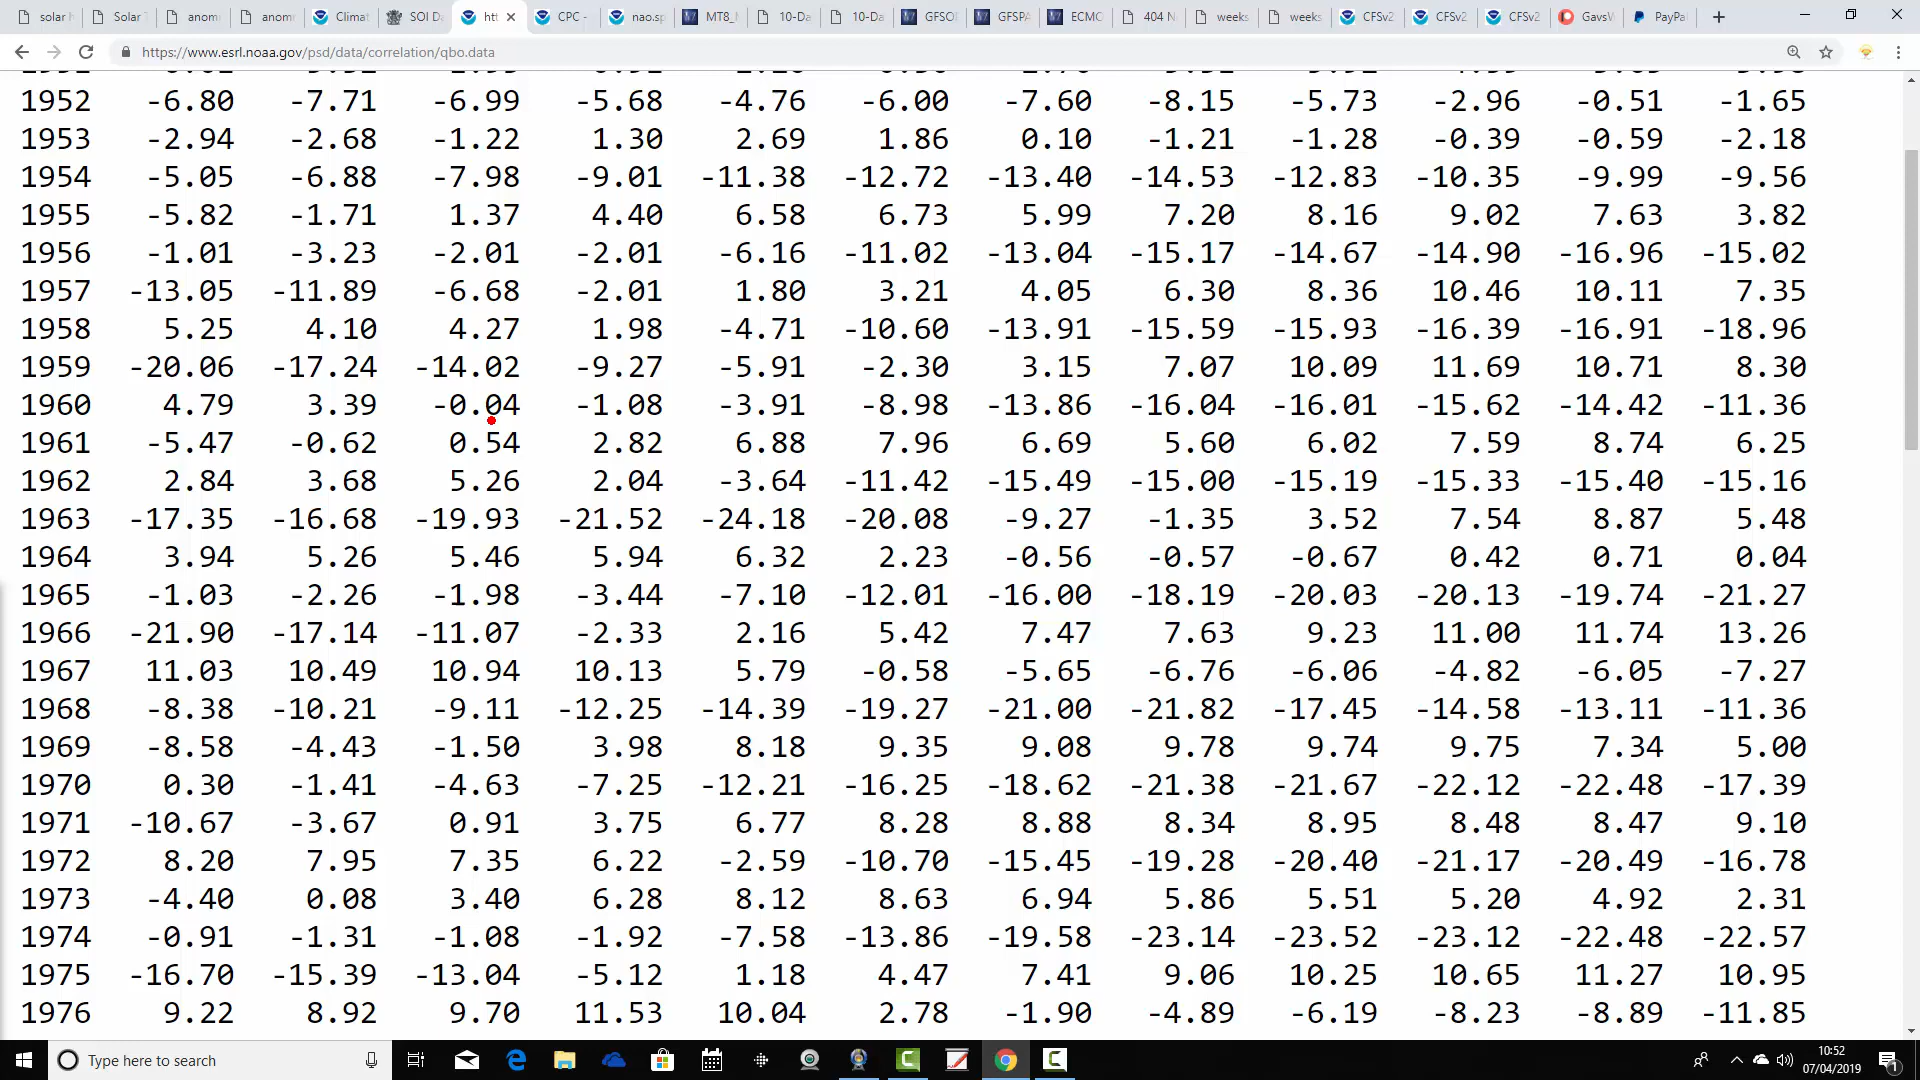 solar h
Solar T
anom
anom
Climat
SOI Da
htt
CPC -
nao.sp
MT8_
10-Da
10-Da
GFSO
GFSPA
ECMC
404 N
weeks
weeks
CFSv2
CFSv2
CFSv2
GavsW
PayPal
https://www.esrl.noaa.gov/psd/data/correlation/qbo.data
1952 -6.80 -7.71 -6.99 -5.68 -4.76 -6.00 -7.60 -8.15 -5.73 -2.96 -0.51 -1.65
1953 -2.94 -2.68 -1.22 1.30 2.69 1.86 0.10 -1.21 -1.28 -0.39 -0.59 -2.18
1954 -5.05 -6.88 -7.98 -9.01 -11.38 -12.72 -13.40 -14.53 -12.83 -10.35 -9.99 -9.56
1955 -5.82 -1.71 1.37 4.40 6.58 6.73 5.99 7.20 8.16 9.02 7.63 3.82
1956 -1.01 -3.23 -2.01 -2.01 -6.16 -11.02 -13.04 -15.17 -14.67 -14.90 -16.96 -15.02
1957 -13.05 -11.89 -6.68 -2.01 1.80 3.21 4.05 6.30 8.36 10.46 10.11 7.35
1958 5.25 4.10 4.27 1.98 -4.71 -10.60 -13.91 -15.59 -15.93 -16.39 -16.91 -18.96
1959 -20.06 -17.24 -14.02 -9.27 -5.91 -2.30 3.15 7.07 10.09 11.69 10.71 8.30
1960 4.79 3.39 -0.04 -1.08 -3.91 -8.98 -13.86 -16.04 -16.01 -15.62 -14.42 -11.36
1961 -5.47 -0.62 0.54 2.82 6.88 7.96 6.69 5.60 6.02 7.59 8.74 6.25
1962 2.84 3.68 5.26 2.04 -3.64 -11.42 -15.49 -15.00 -15.19 -15.33 -15.40 -15.16
1963 -17.35 -16.68 -19.93 -21.52 -24.18 -20.08 -9.27 -1.35 3.52 7.54 8.87 5.48
1964 3.94 5.26 5.46 5.94 6.32 2.23 -0.56 -0.57 -0.67 0.42 0.71 0.04
1965 -1.03 -2.26 -1.98 -3.44 -7.10 -12.01 -16.00 -18.19 -20.03 -20.13 -19.74 -21.27
1966 -21.90 -17.14 -11.07 -2.33 2.16 5.42 7.47 7.63 9.23 11.00 11.74 13.26
1967 11.03 10.49 10.94 10.13 5.79 -0.58 -5.65 -6.76 -6.06 -4.82 -6.05 -7.27
1968 -8.38 -10.21 -9.11 -12.25 -14.39 -19.27 -21.00 -21.82 -17.45 -14.58 -13.11 -11.36
1969 -8.58 -4.43 -1.50 3.98 8.18 9.35 9.08 9.78 9.74 9.75 7.34 5.00
1970 0.30 -1.41 -4.63 -7.25 -12.21 -16.25 -18.62 -21.38 -21.67 -22.12 -22.48 -17.39
1971 -10.67 -3.67 0.91 3.75 6.77 8.28 8.88 8.34 8.95 8.48 8.47 9.10
1972 8.20 7.95 7.35 6.22 -2.59 -10.70 -15.45 -19.28 -20.40 -21.17 -20.49 -16.78
1973 -4.40 0.08 3.40 6.28 8.12 8.63 6.94 5.86 5.51 5.20 4.92 2.31
1974 -0.91 -1.31 -1.08 -1.92 -7.58 -13.86 -19.58 -23.14 -23.52 -23.12 -22.48 -22.57
1975 -16.70 -15.39 -13.04 -5.12 1.18 4.47 7.41 9.06 10.25 10.65 11.27 10.95
1976 9.22 8.92 9.70 11.53 10.04 2.78 -1.90 -4.89 -6.19 -8.23 -8.89 -11.85
Type here to search
10:52
07/04/2019
1